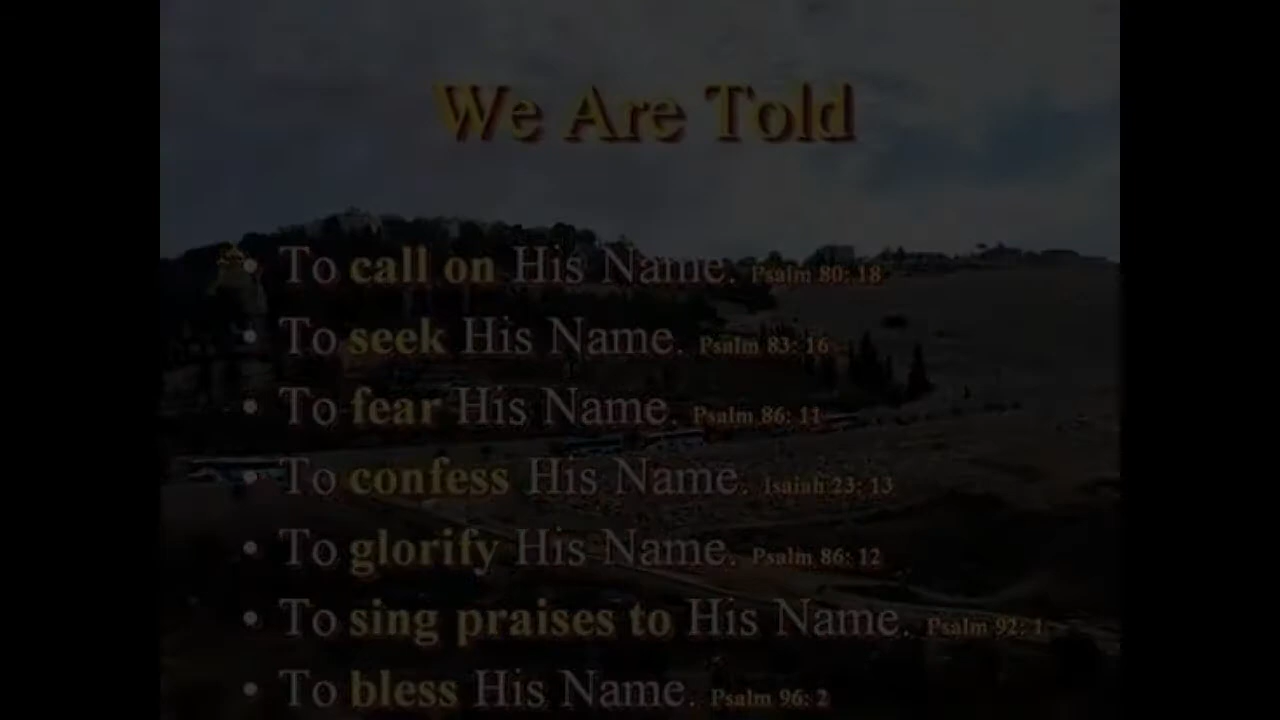 We Are Told
• To call on His Name. Psalm 80: 18
• To seek His Name. Psalm 83: 16
• To fear His Name. Psalm 86: 11
• To confess His Name. Isaiah 23: 13
• To glorify His Name. Psalm 86: 12
• To sing praises to His Name. Psalm 92: 1
• To bless His Name. Psalm 96: 2